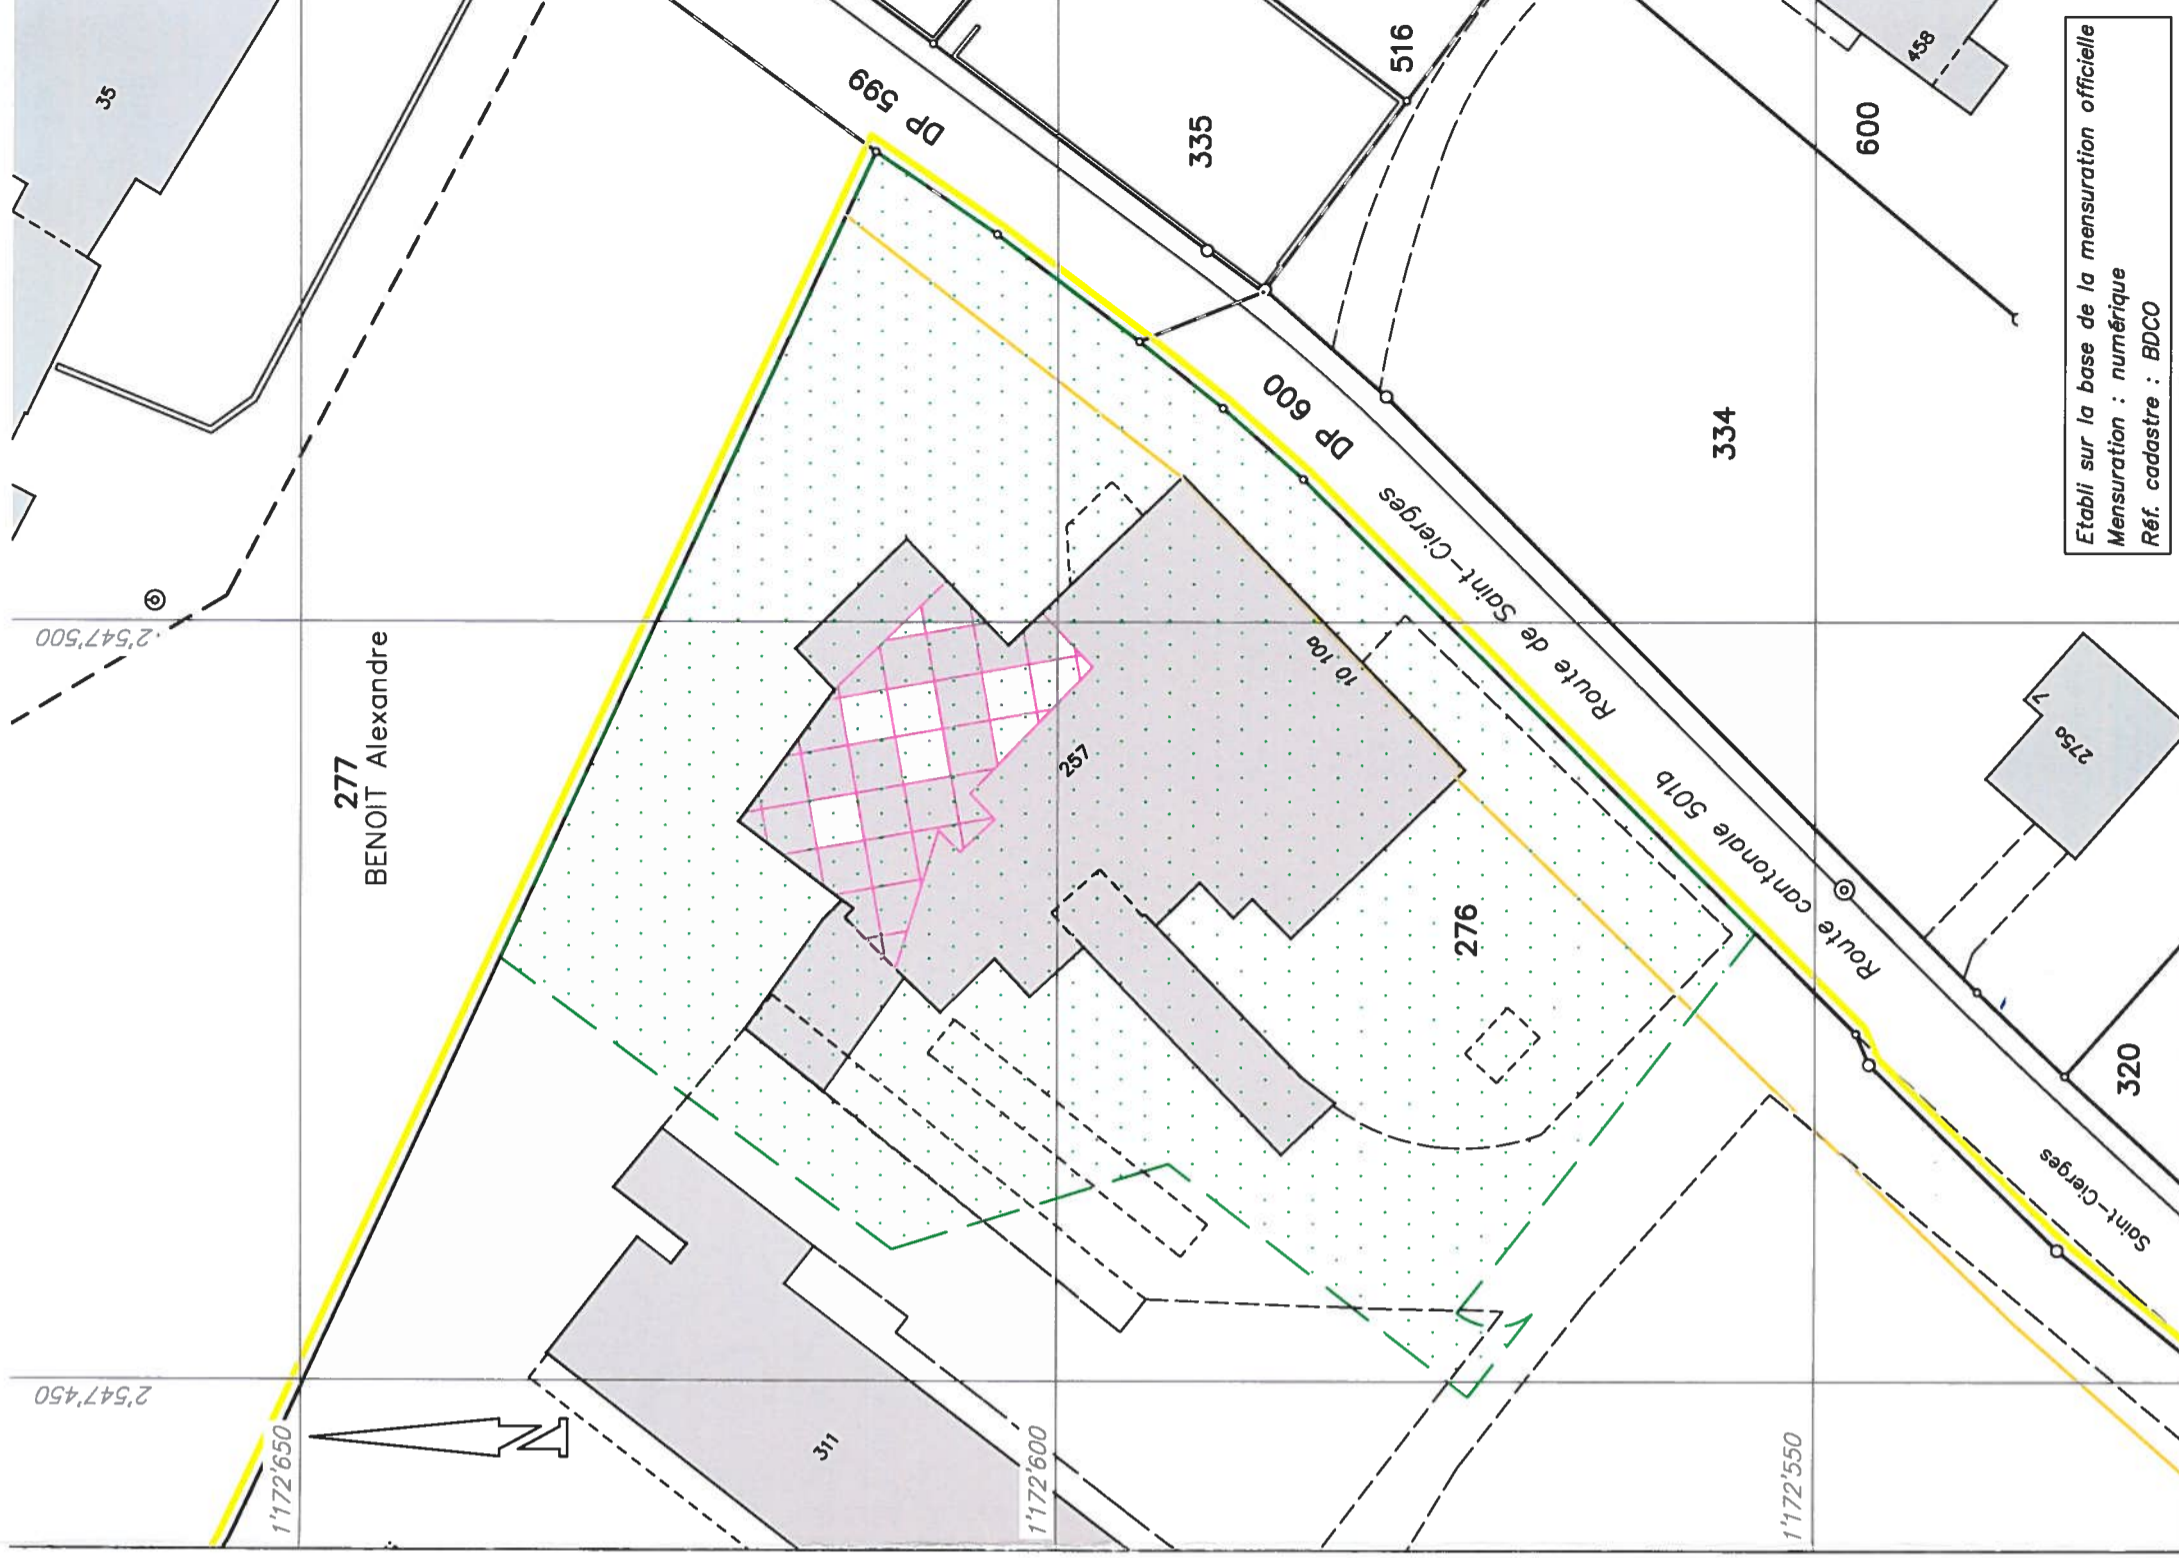 35
2'547'500
277
BENOIT Alexandre
2'547'450
1'172'650
N
311
1'172'600
1'172'550
257
10 10a
276
DP 599
335
516
458
600
DP 600
334
Route de Saint-Cierges
Route cantonale 501b
275a
7
320
Saint-Cierges
Etabli sur la base de la mensuration officielle
Mensuration : numérique
Réf. cadastre : BDCO